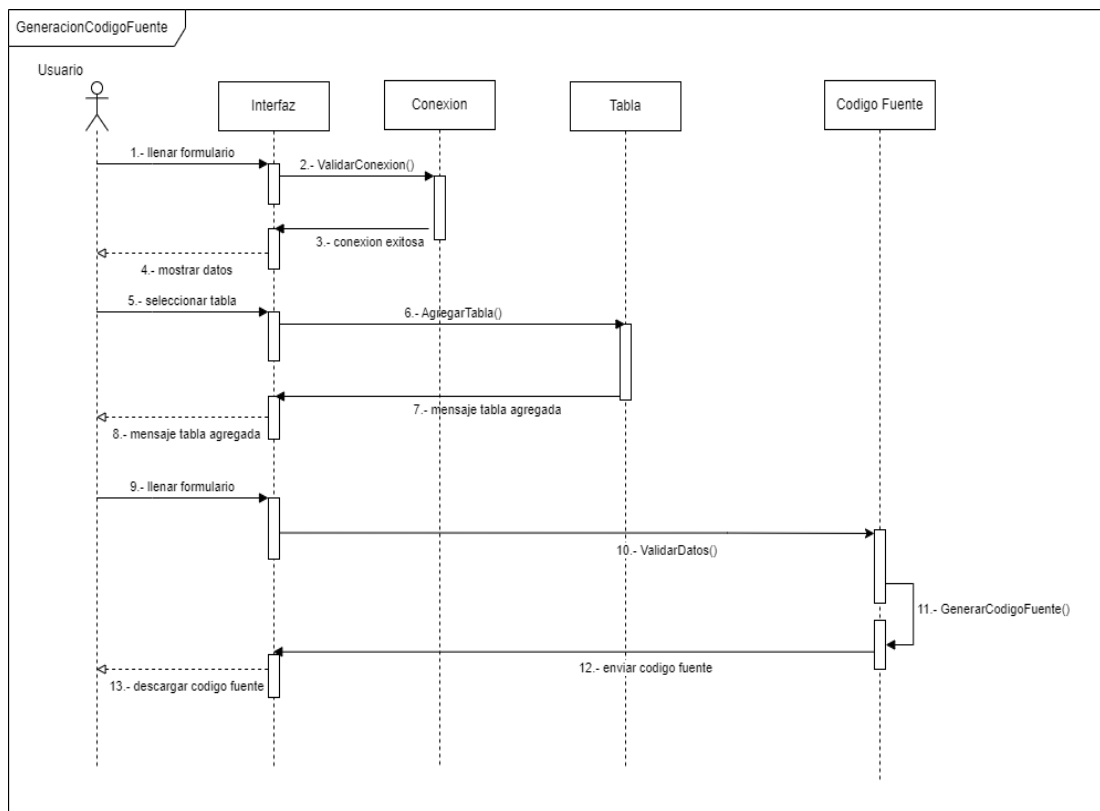 GeneracionCodigoFuente
Usuario
Interfaz
Conexion
Tabla
Codigo Fuente
1.- llenar formulario
2.- ValidarConexion()
3.- conexion exitosa
4.- mostrar datos
5.- seleccionar tabla
6.- AgregarTabla()
7.- mensaje tabla agregada
8.- mensaje tabla agregada
9.- llenar formulario
10.- ValidarDatos()
11.- GenerarCodigoFuente()
12.- enviar codigo fuente
13.- descargar codigo fuente